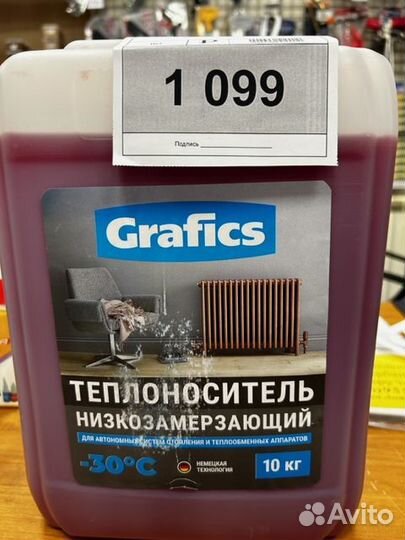 1 099
Подпись
Grafics
ТЕПЛОНОСИТЕЛЬ
НИЗКОЗАМЕРЗАЮЩИЙ
ДЛЯ АВТОНОМНЫХ СИСТЕМ ОТОПЛЕНИЯ И ТЕПЛООБМЕННЫХ АППАРАТОВ
-30°C
НЕМЕЦКАЯ
ТЕХНОЛОГИЯ
10 кг
Avito